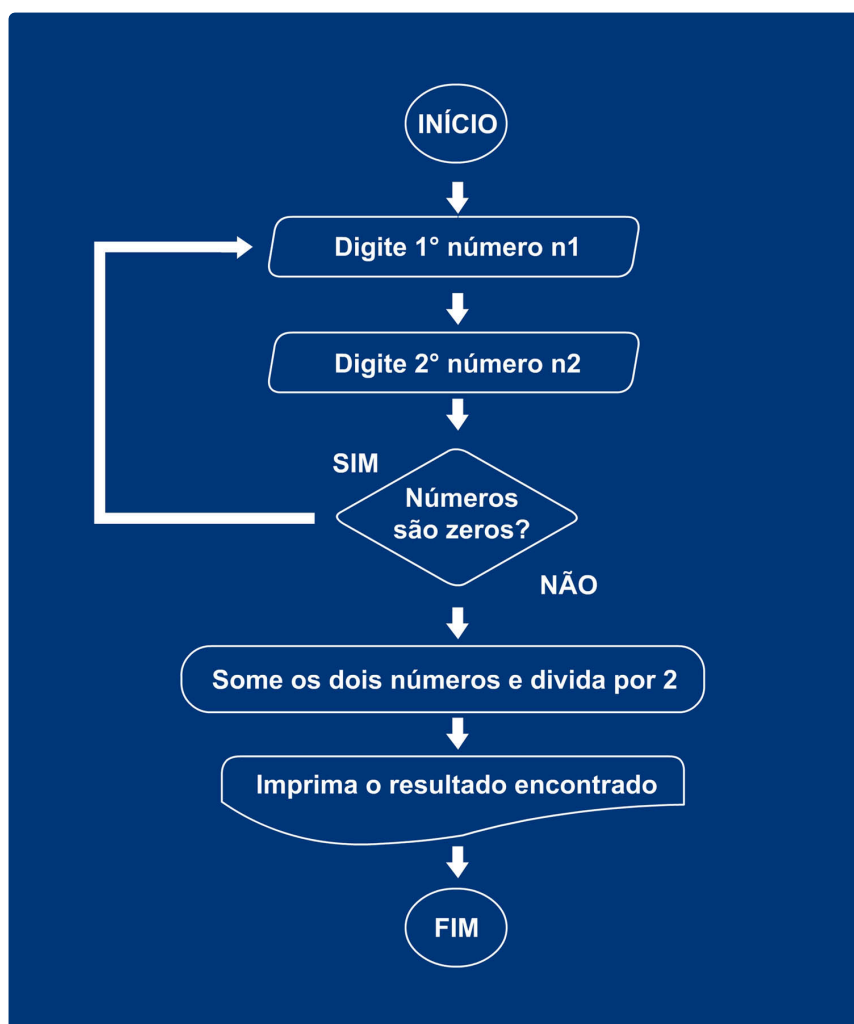 INÍCIO
Digite 1° número n1
Digite 2° número n2
SIM
Números
são zeros?
NÃO
Some os dois números e divida por 2
Imprima o resultado encontrado
FIM